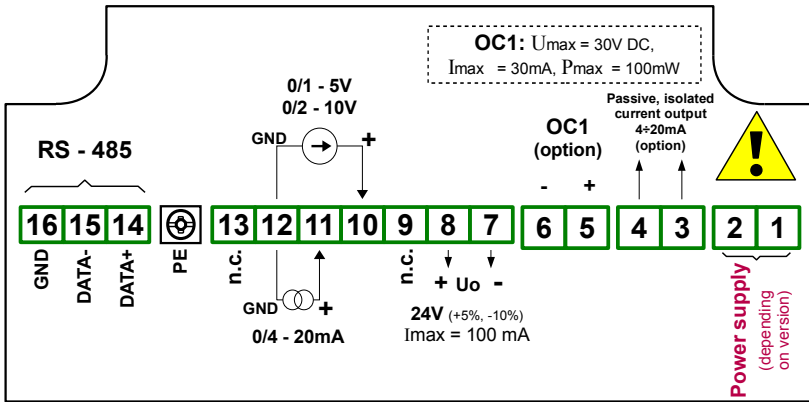 OC1: Umax = 30V DC,
Imax = 30mA, Pmax = 100mW
0/1 - 5V
0/2 - 10V
Passive, isolated
current output
4÷20mA
(option)
OC1
(option)
RS - 485
GND
+
- +
16 15 14 PE 13 12 11 10 9 8 7 6 5 4 3 2 1
GND
DATA-
DATA+
n.c.
n.c.
GND
+
0/4 - 20mA
+ Uo -
24V (+5%, -10%)
Imax = 100 mA
Power supply
(depending
on version)